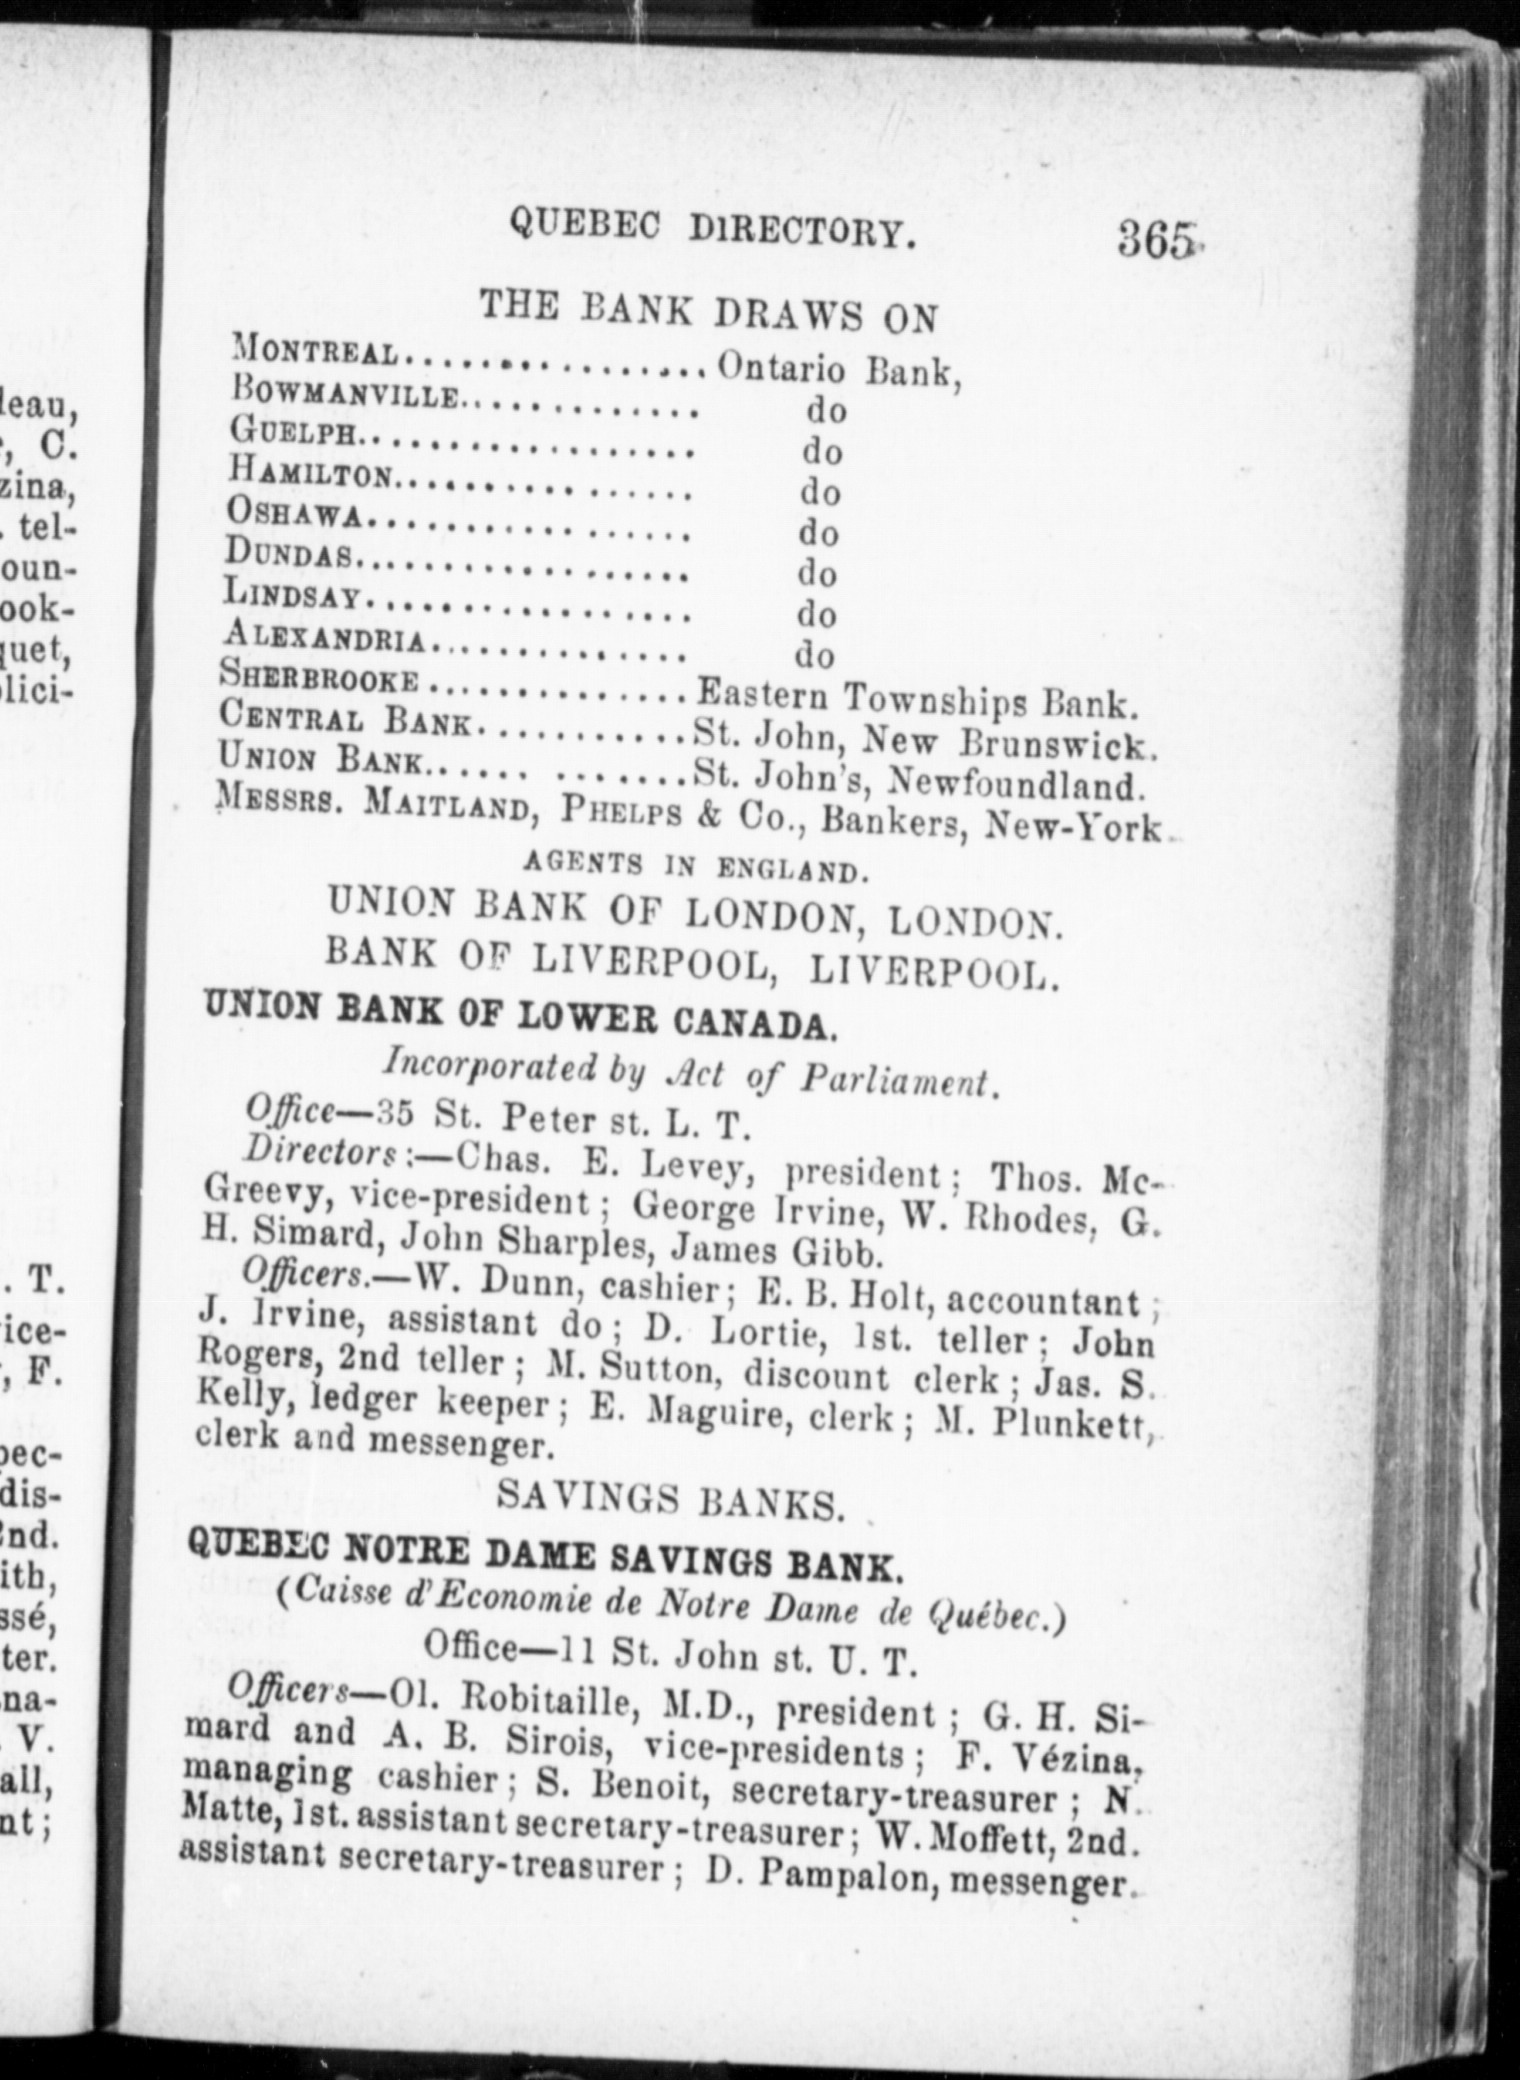 QUEBEC DIRECTORY. 365
THE BANK DRAWS ON
MONTREAL................Ontario Bank,
BOWMANVILLE............. do
GUELPH.................. do
HAMILTON................ do
OSHAWA................. do
DUNDAS.................. do
LINDSAY................. do
ALEXANDRIA.............. do
SHERBROOKE..............Eastern Townships Bank.
CENTRAL BANK...........St. John, New Brunswick.
UNION BANK...... .......St. John's, Newfoundland.
MESSRS. MAITLAND, PHELPS & Co., Bankers, New-York
AGENTS IN ENGLAND.
UNION BANK OF LONDON, LONDON.
BANK OF LIVERPOOL, LIVERPOOL.
UNION BANK OF LOWER CANADA.
Incorporated by Act of Parliament.
Office—35 St. Peter st. L. T.
Directors:—Chas. E. Levey, president; Thos. Mc-
Greevy, vice-president; George Irvine, W. Rhodes, G.
H. Simard, John Sharples, James Gibb.
Officers.—W. Dunn, cashier; E. B. Holt, accountant;
J. Irvine, assistant do; D. Lortie, 1st. teller; John
Rogers, 2nd teller; M. Sutton, discount clerk; Jas. S.
Kelly, ledger keeper; E. Maguire, clerk; M. Plunkett,
clerk and messenger.
SAVINGS BANKS.
QUEBEC NOTRE DAME SAVINGS BANK.
(Caisse d'Economie de Notre Dame de Québec.)
Office—11 St. John st. U. T.
Officers—Ol. Robitaille, M.D., president; G. H. Si-
mard and A. B. Sirois, vice-presidents; F. Vézina,
managing cashier; S. Benoit, secretary-treasurer; N.
Matte, 1st. assistant secretary-treasurer; W. Moffett, 2nd.
assistant secretary-treasurer; D. Pampalon, messenger.